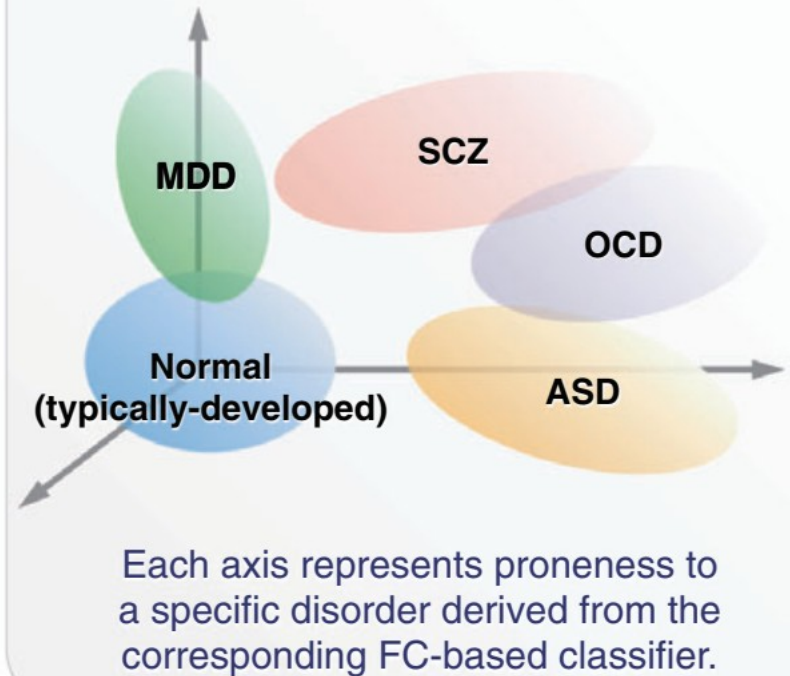 SCZ
MDD
OCD
Normal
(typically-developed)
ASD
Each axis represents proneness to
a specific disorder derived from the
corresponding FC-based classifier.